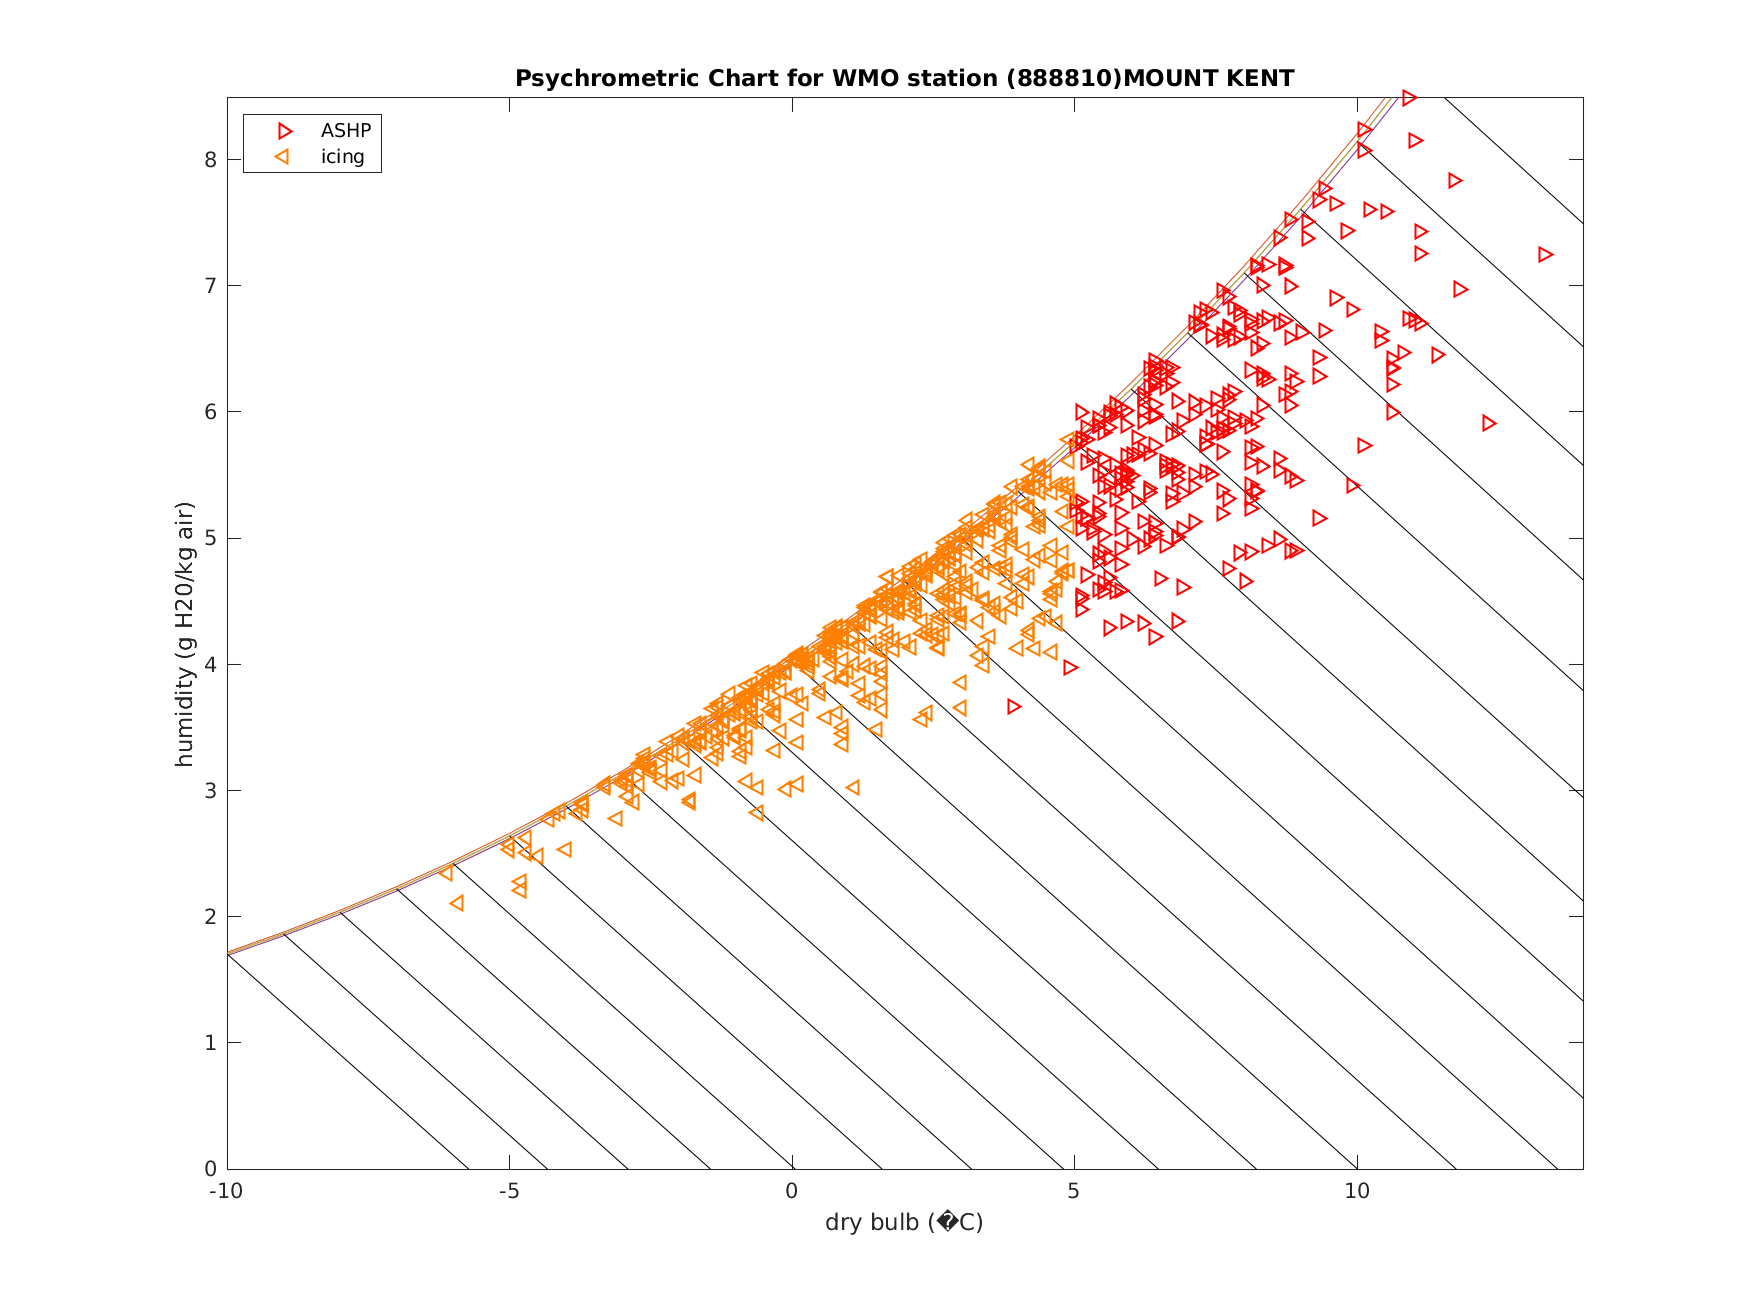 Psychrometric Chart for WMO station (888810)MOUNT KENT
ASHP
icing
8
7
6
5
4
3
2
1
0
humidity (g H20/kg air)
-10 -5 0 5 10
dry bulb (�C)